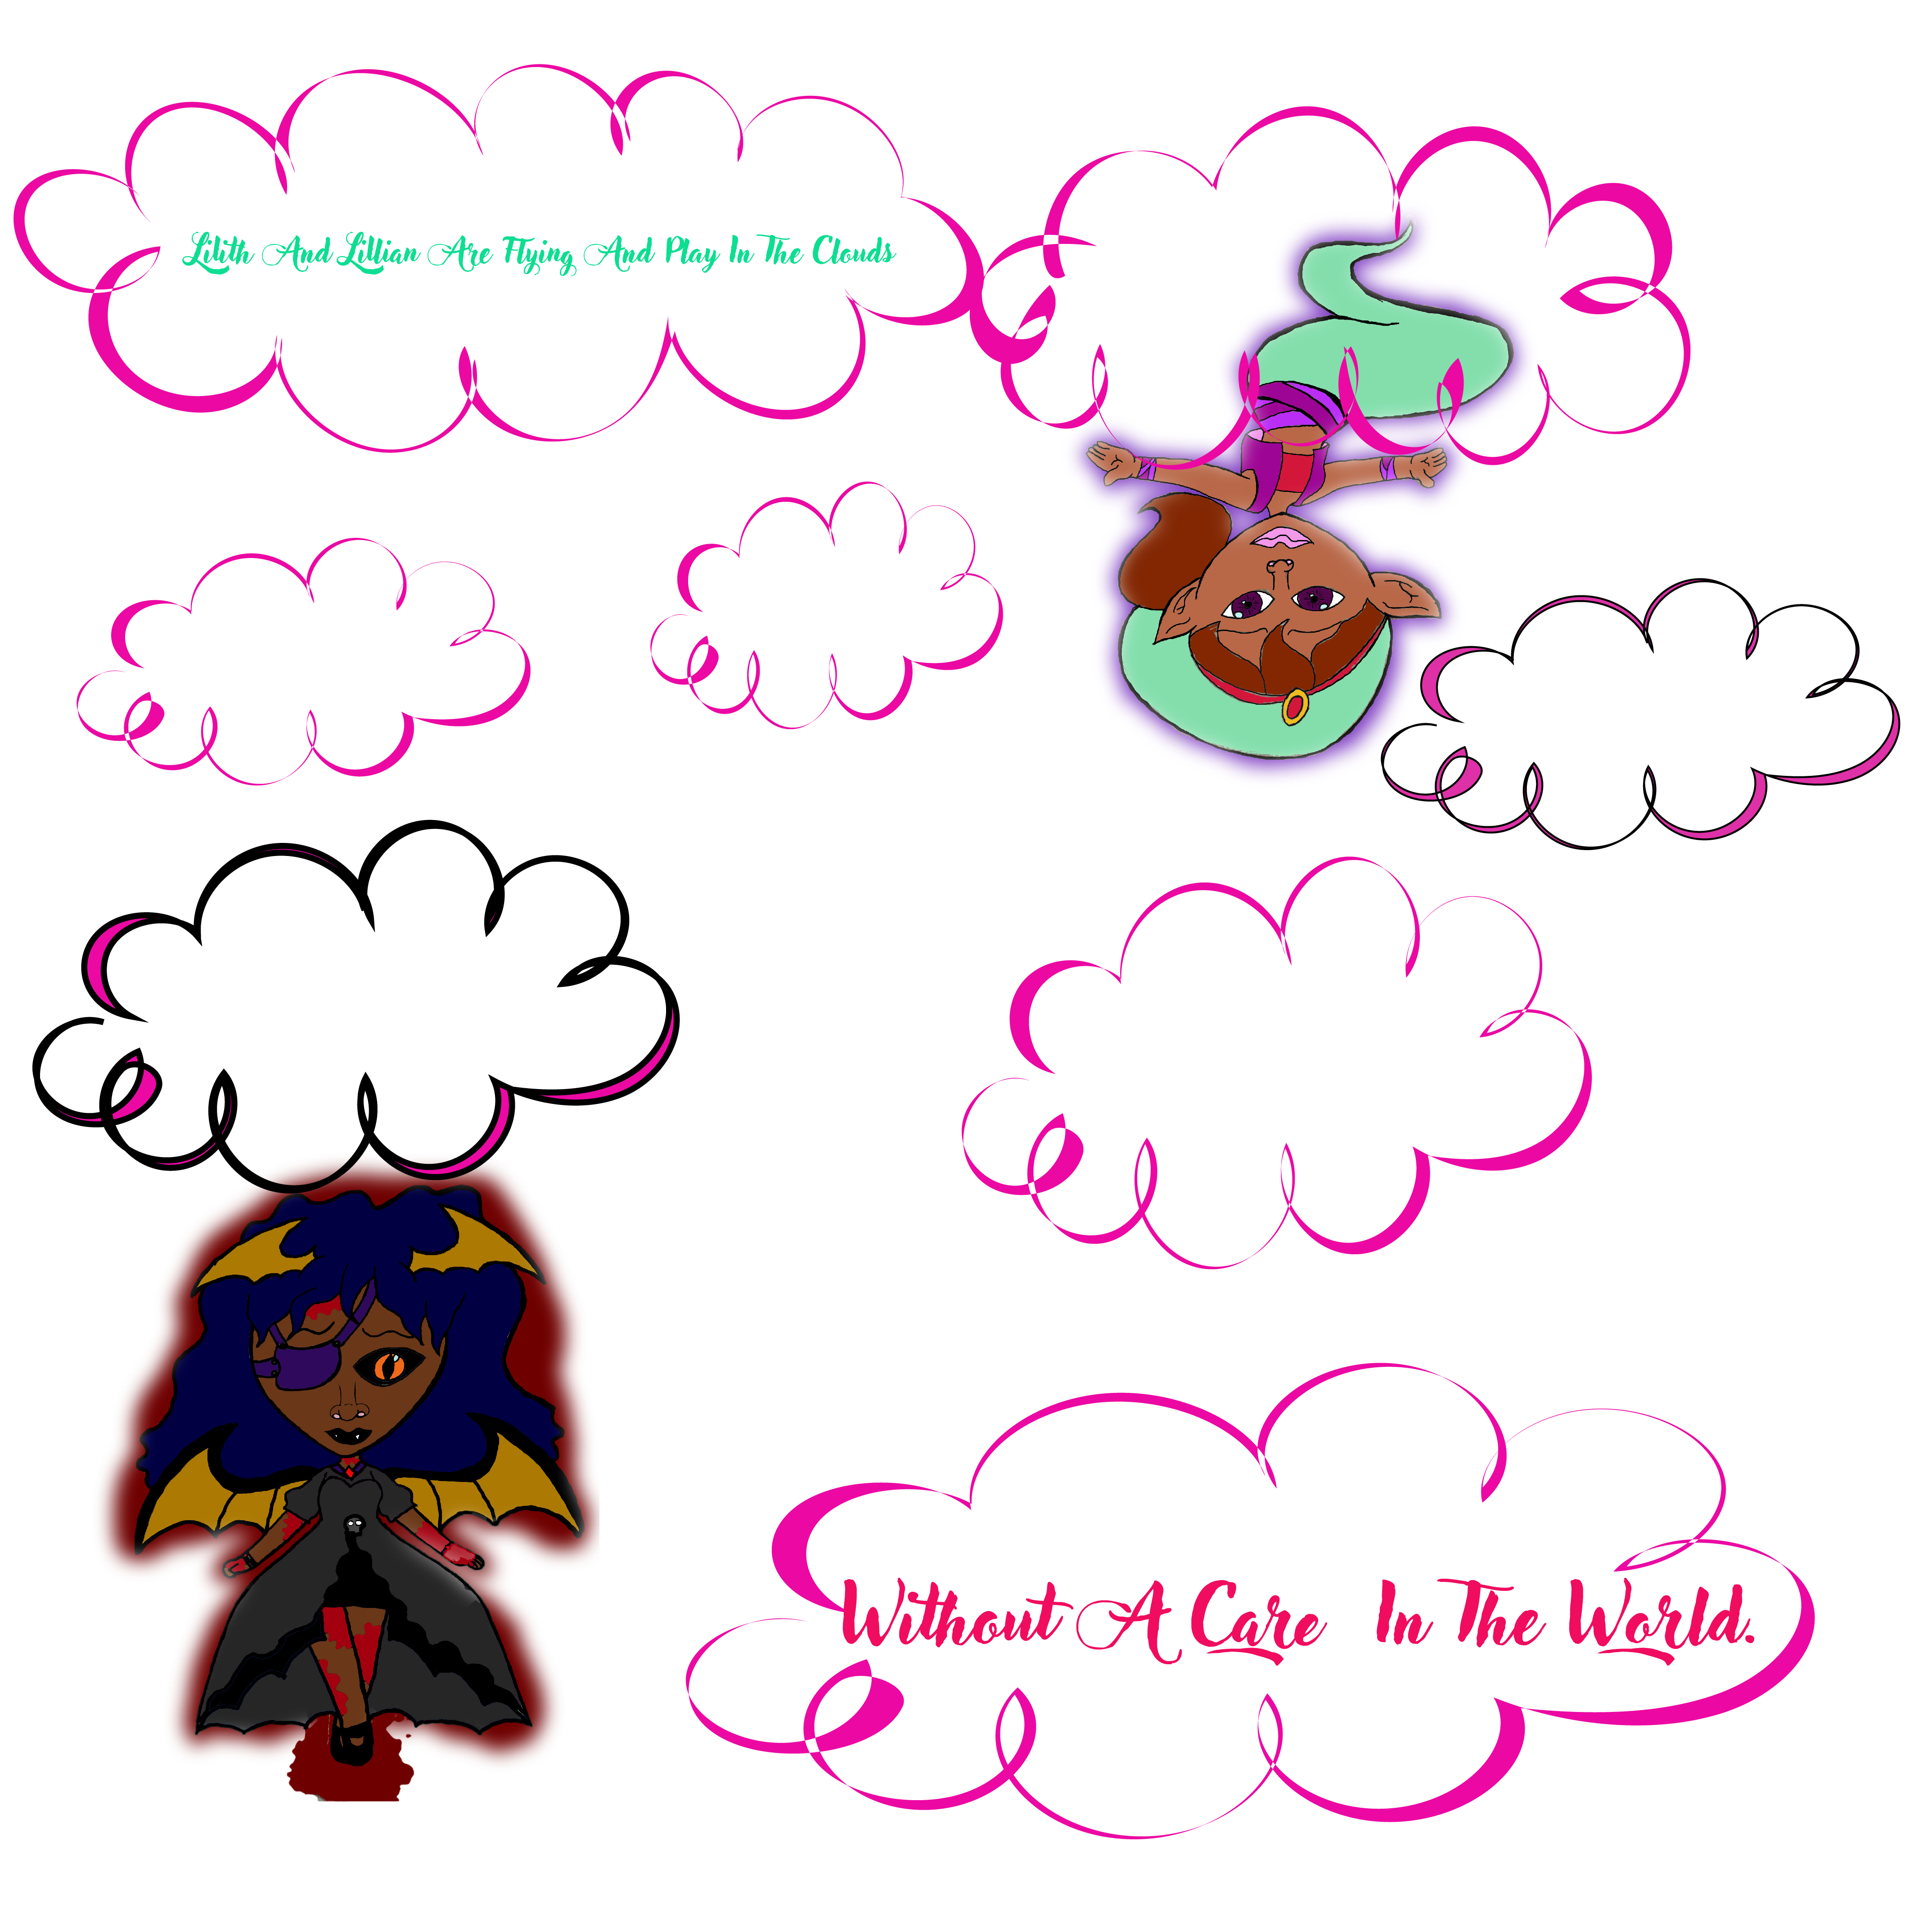 Lilith And Lillian Are Flying And Play In The Clouds
Without A Care In The World.